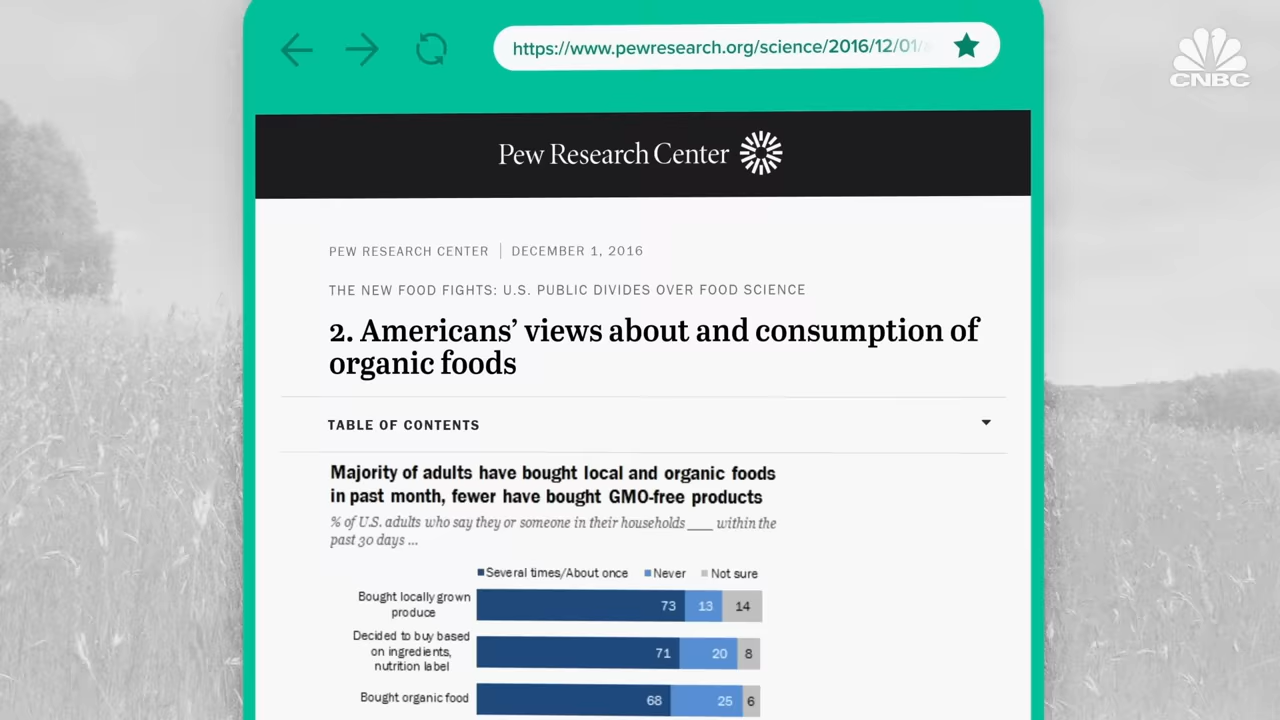 https://www.pewresearch.org/science/2016/12/01/
CNBC
Pew Research Center
PEW RESEARCH CENTER | DECEMBER 1, 2016
THE NEW FOOD FIGHTS: U.S. PUBLIC DIVIDES OVER FOOD SCIENCE
2. Americans’ views about and consumption of
organic foods
TABLE OF CONTENTS
Majority of adults have bought local and organic foods
in past month, fewer have bought GMO-free products
% of U.S. adults who say they or someone in their households ___ within the
past 30 days ...
Several times/About once Never Not sure
Bought locally grown
produce
73 13 14
Decided to buy based
on ingredients,
nutrition label
71 20 8
Bought organic food
68 25 6